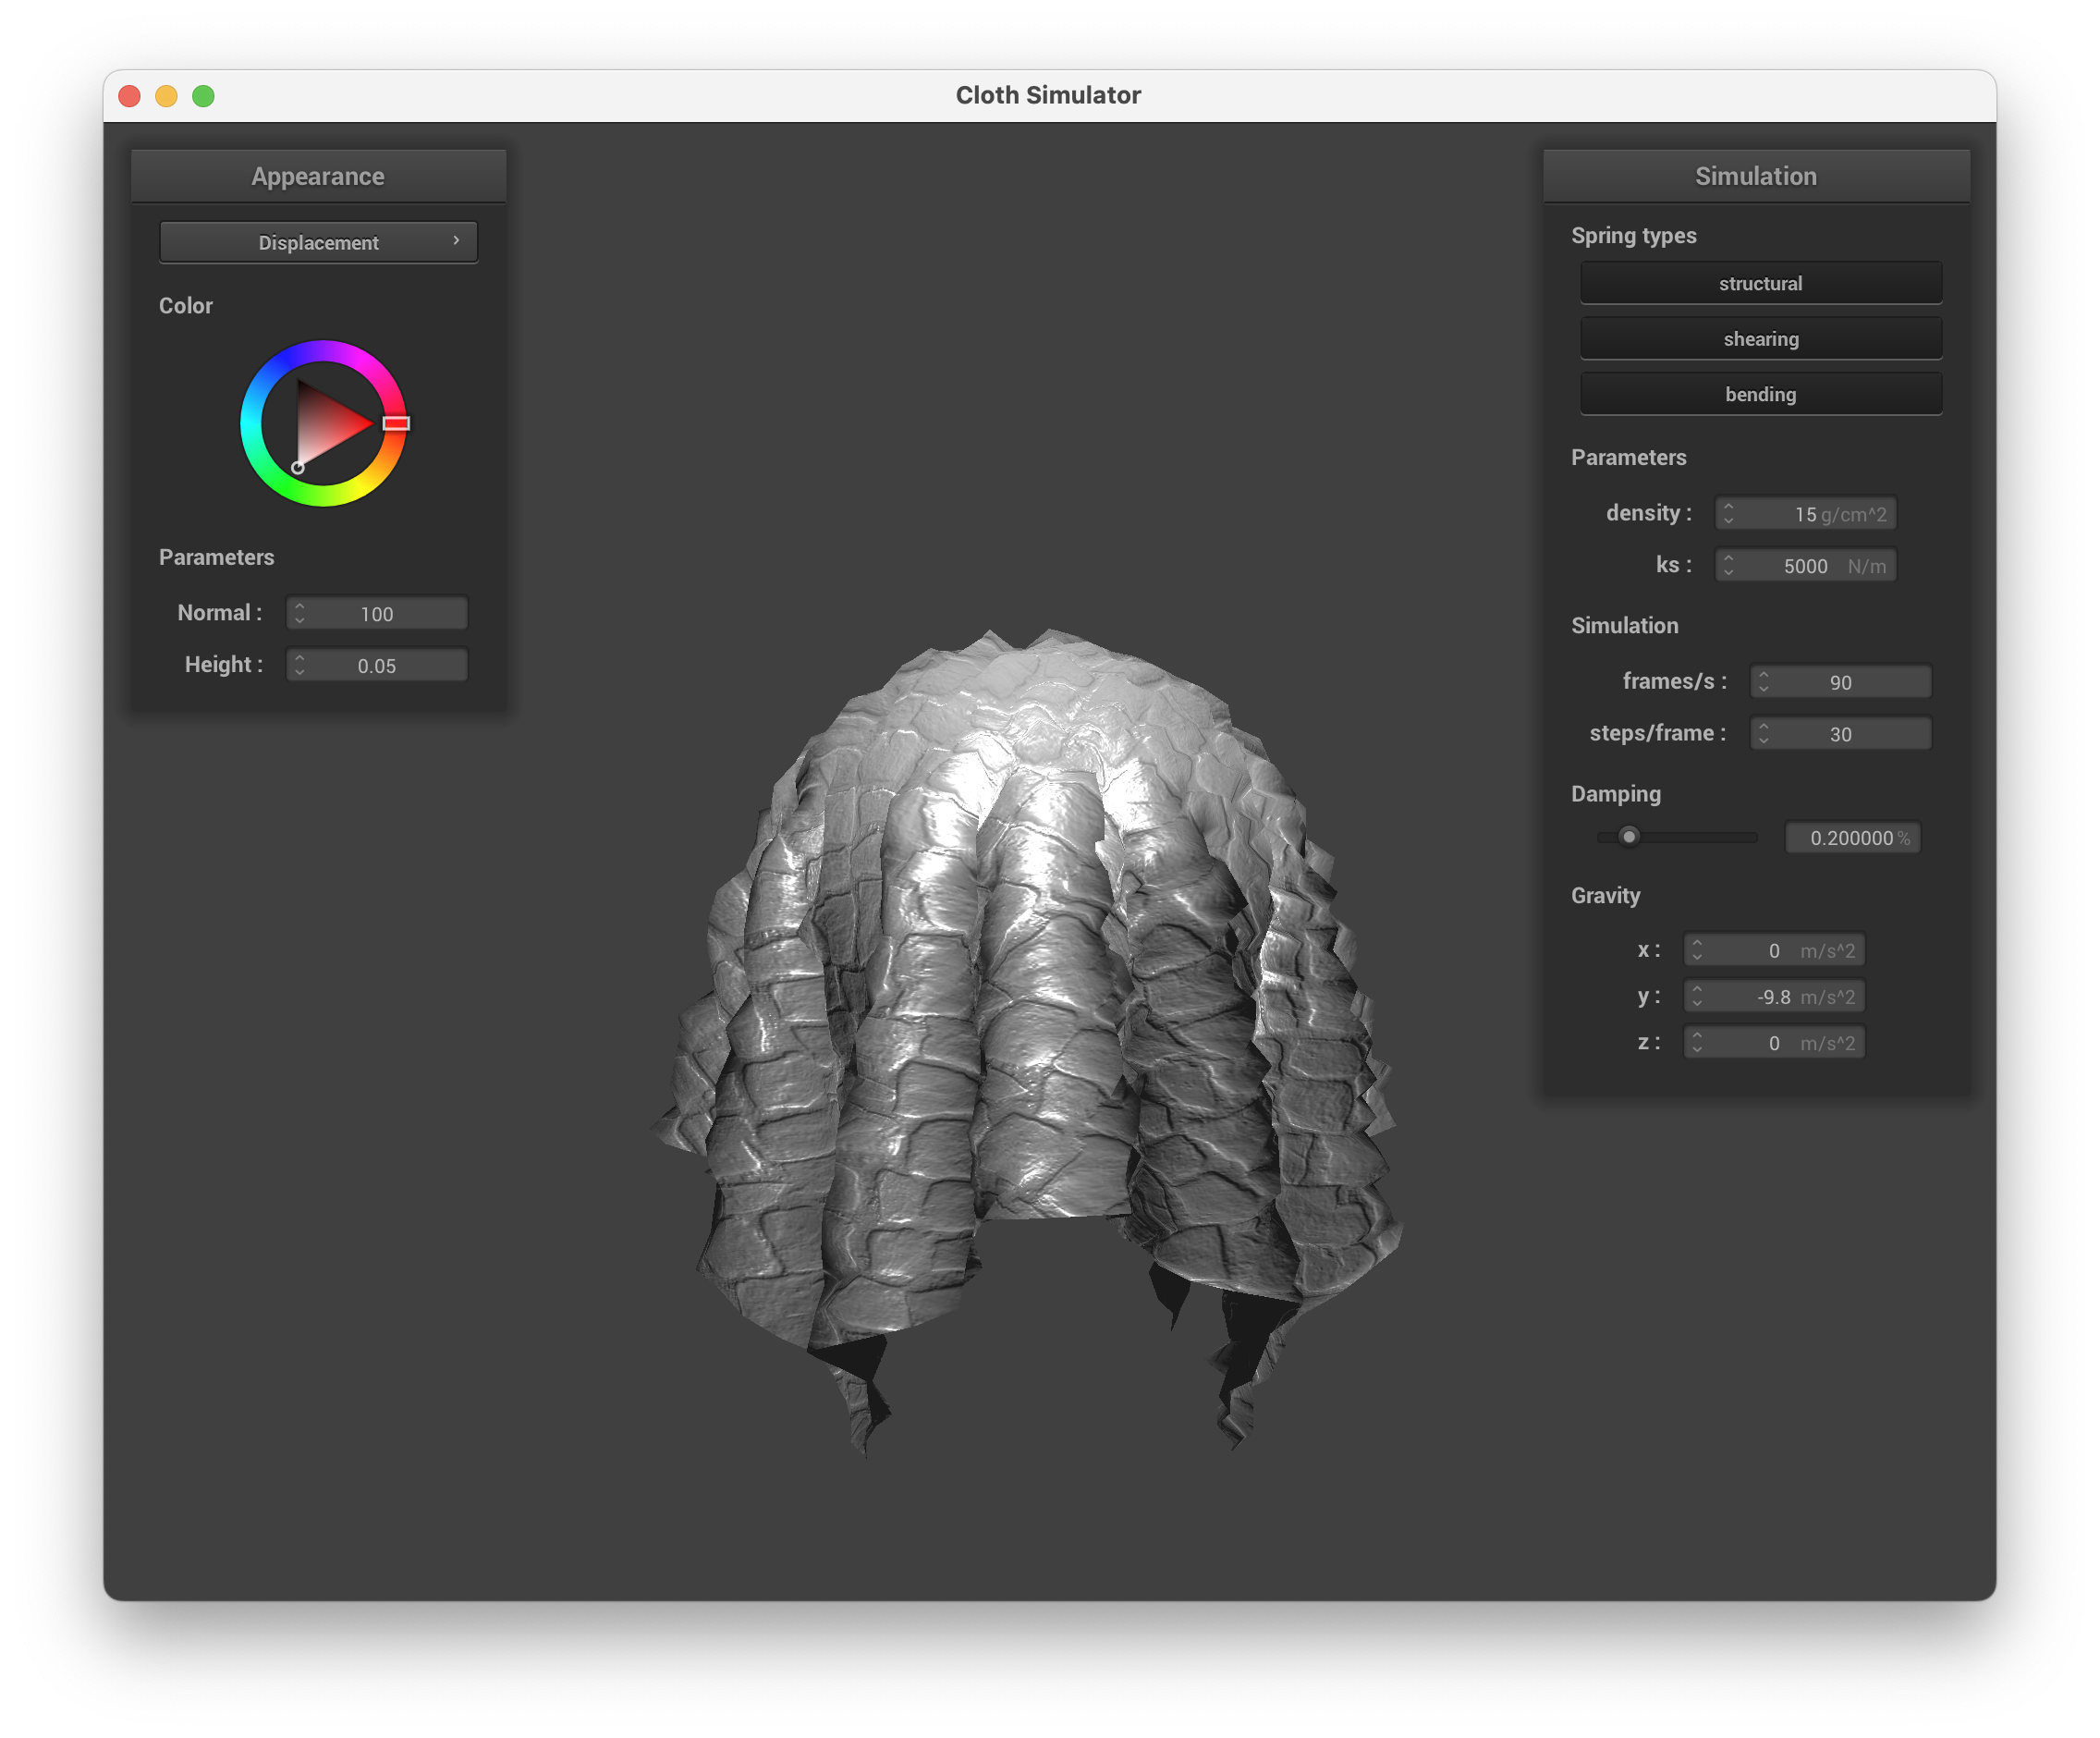 Cloth Simulator
Appearance
Displacement ›
Color
Parameters
Normal : 100
Height : 0.05
Simulation
Spring types
structural
shearing
bending
Parameters
density : 15 g/cm^2
ks : 5000 N/m
Simulation
frames/s : 90
steps/frame : 30
Damping
0.200000 %
Gravity
x : 0 m/s^2
y : -9.8 m/s^2
z : 0 m/s^2